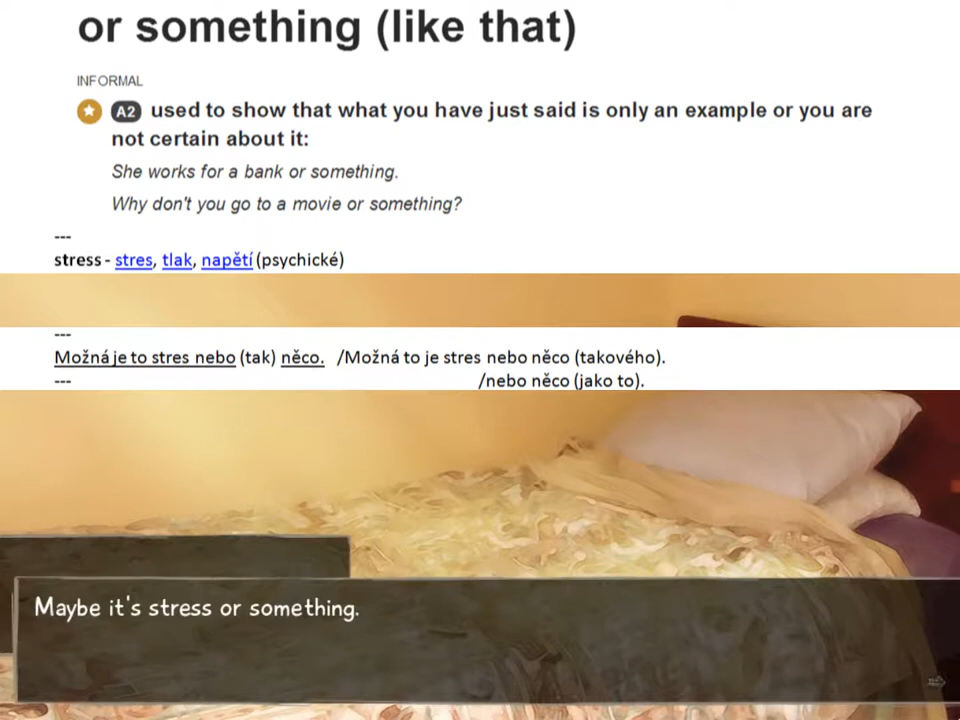 or something (like that)
INFORMAL
A2 used to show that what you have just said is only an example or you are
not certain about it:
She works for a bank or something.
Why don't you go to a movie or something?
---
stress - stres, tlak, napětí (psychické)
---
Možná je to stres nebo (tak) něco. /Možná to je stres nebo něco (takového).
--- /nebo něco (jako to).
Maybe it's stress or something.